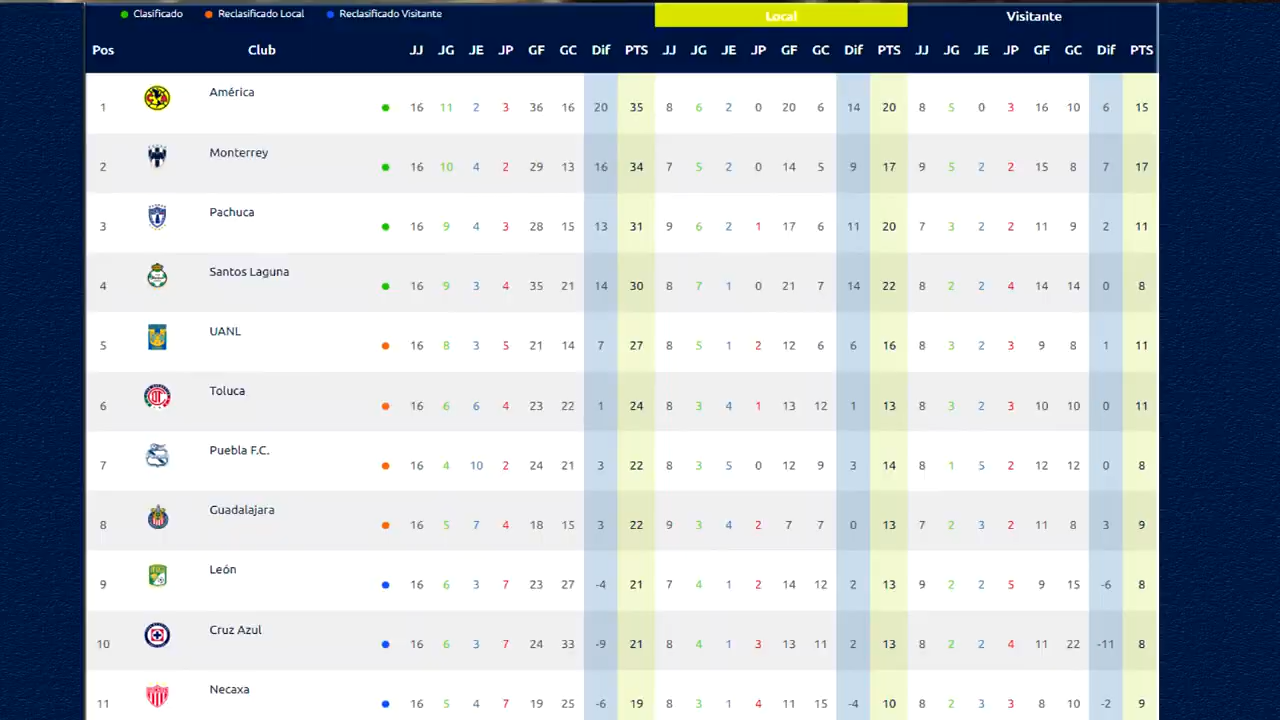 Clasificado Reclasificado Local Reclasificado Visitante Local Visitante
Pos Club JJ JG JE JP GF GC Dif PTS JJ JG JE JP GF GC Dif PTS JJ JG JE JP GF GC Dif PTS
1 América 16 11 2 3 36 16 20 35 8 6 2 0 20 6 14 20 8 5 0 3 16 10 6 15
2 Monterrey 16 10 4 2 29 13 16 34 7 5 2 0 14 5 9 17 9 5 2 2 15 8 7 17
3 Pachuca 16 9 4 3 28 15 13 31 9 6 2 1 17 6 11 20 7 3 2 2 11 9 2 11
4 Santos Laguna 16 9 3 4 35 21 14 30 8 7 1 0 21 7 14 22 8 2 2 4 14 14 0 8
5 UANL 16 8 3 5 21 14 7 27 8 5 1 2 12 6 6 16 8 3 2 3 9 8 1 11
6 Toluca 16 6 6 4 23 22 1 24 8 3 4 1 13 12 1 13 8 3 2 3 10 10 0 11
7 Puebla F.C. 16 4 10 2 24 21 3 22 8 3 5 0 12 9 3 14 8 1 5 2 12 12 0 8
8 Guadalajara 16 5 7 4 18 15 3 22 9 3 4 2 7 7 0 13 7 2 3 2 11 8 3 9
9 León 16 6 3 7 23 27 -4 21 7 4 1 2 14 12 2 13 9 2 2 5 9 15 -6 8
10 Cruz Azul 16 6 3 7 24 33 -9 21 8 4 1 3 13 11 2 13 8 2 2 4 11 22 -11 8
11 Necaxa 16 5 4 7 19 25 -6 19 8 3 1 4 11 15 -4 10 8 2 3 3 8 10 -2 9